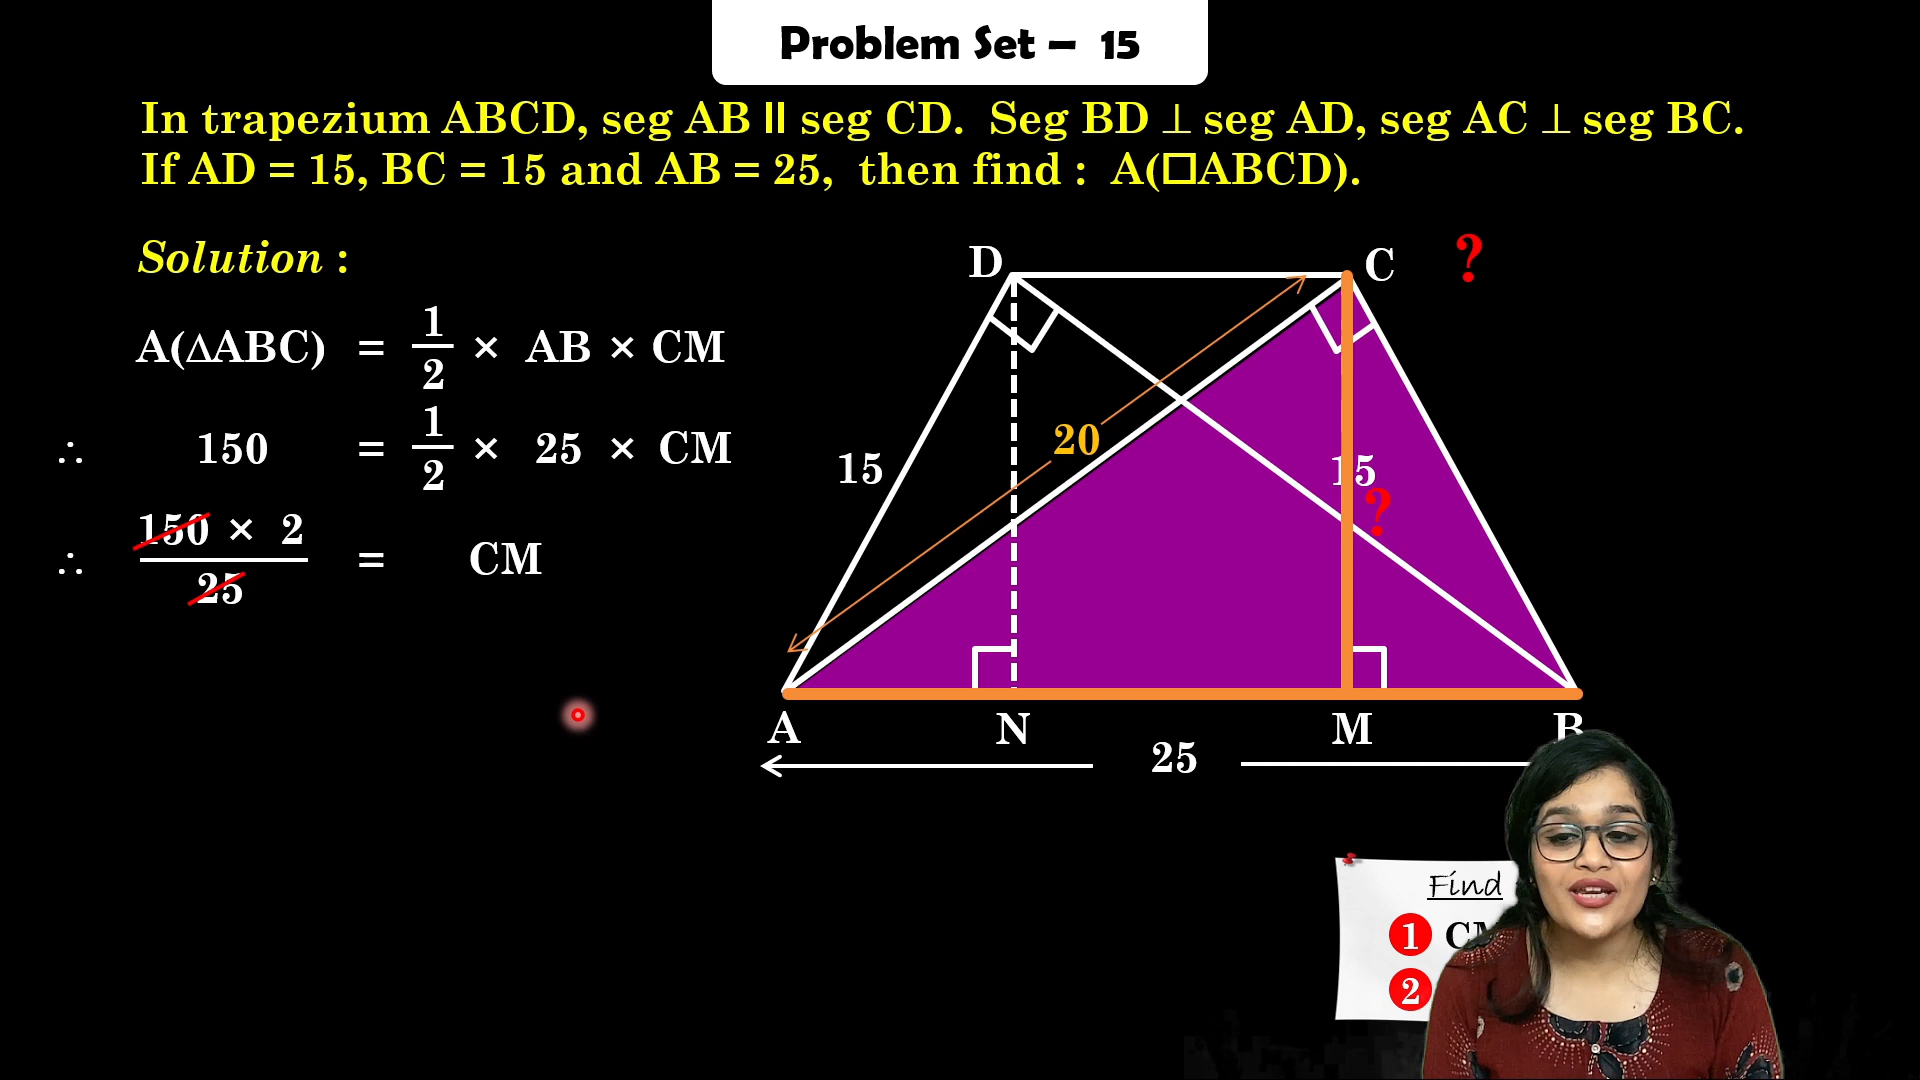 Problem Set – 15
In trapezium ABCD, seg AB || seg CD. Seg BD ⊥ seg AD, seg AC ⊥ seg BC.
If AD = 15, BC = 15 and AB = 25, then find : A(□ABCD).
Solution :
A(∆ABC) = 1/2 × AB × CM
∴ 150 = 1/2 × 25 × CM
∴ 150 × 2 / 25 = CM
D
C
?
20
15
15
?
A
N
M
B
25
Find
1
2